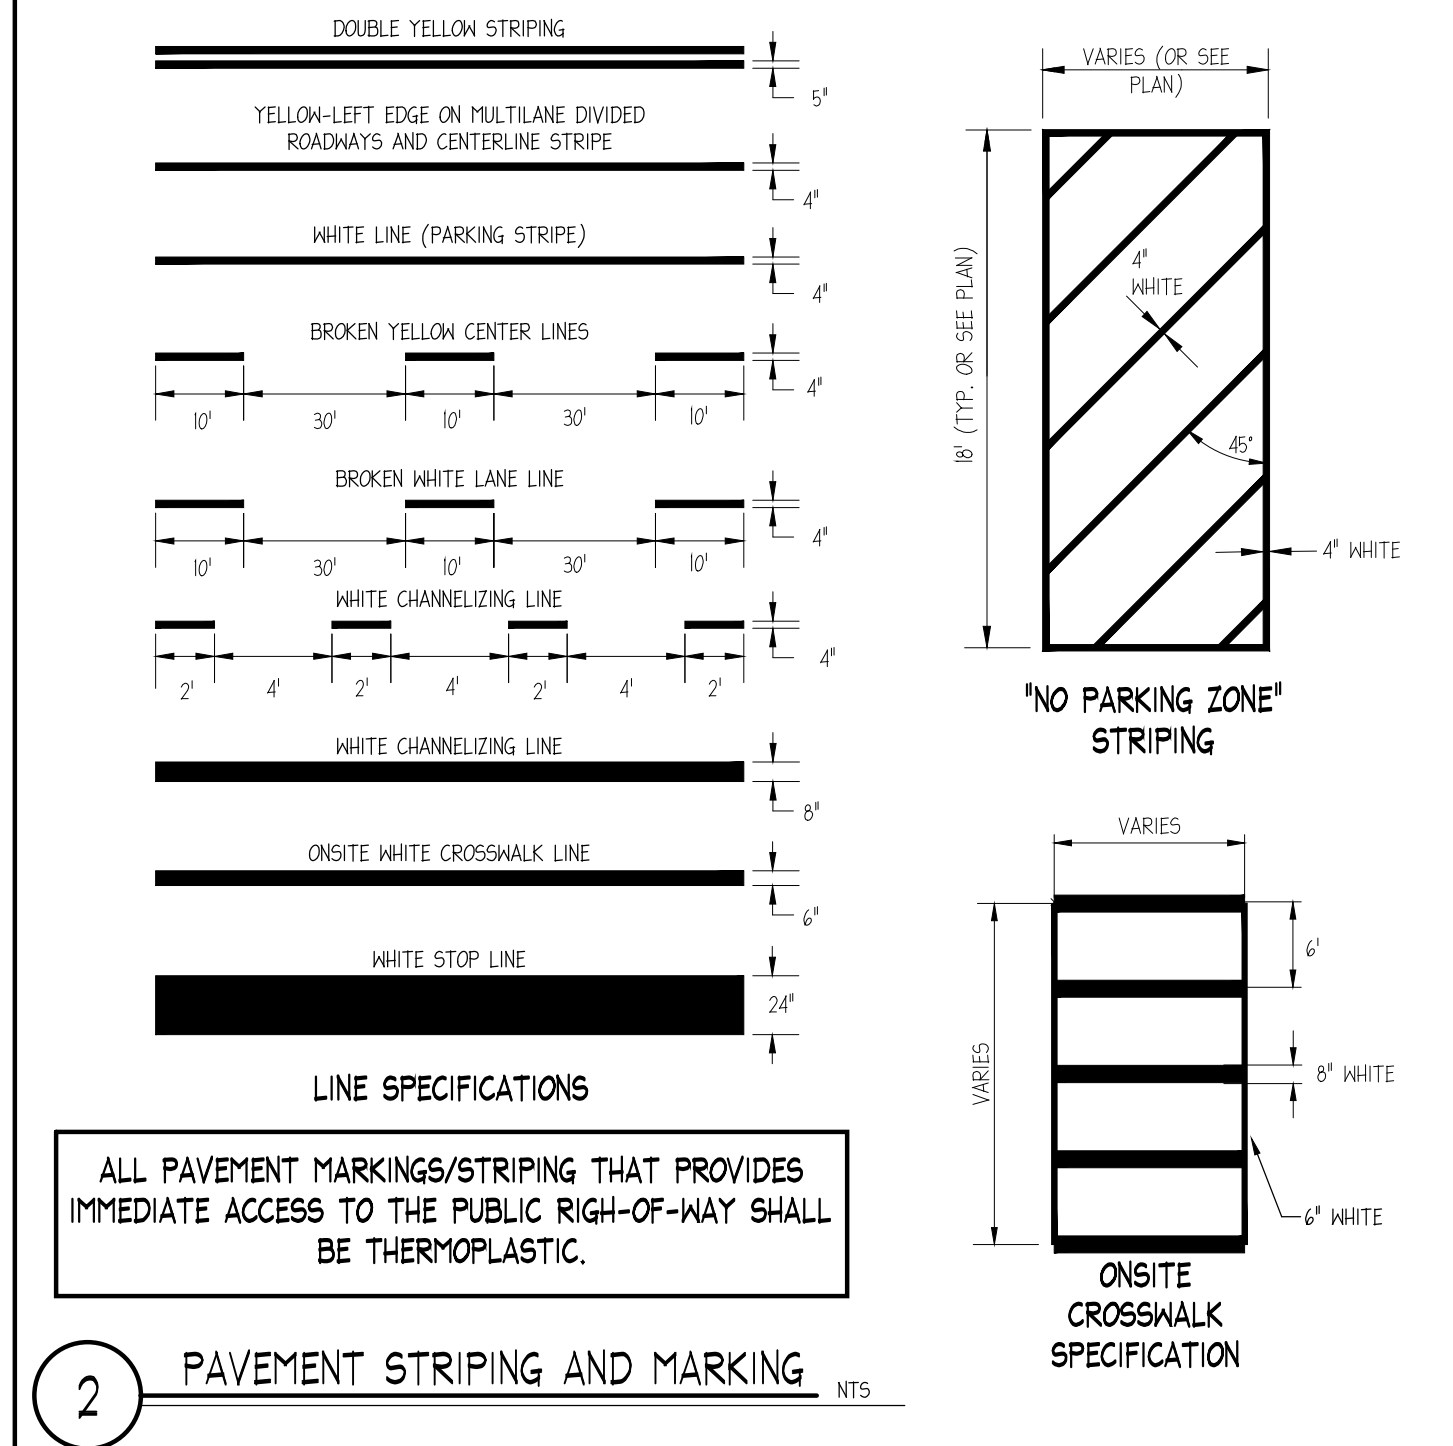 DOUBLE YELLOW STRIPING
5"
YELLOW-LEFT EDGE ON MULTILANE DIVIDED
ROADWAYS AND CENTERLINE STRIPE
4"
WHITE LINE (PARKING STRIPE)
4"
BROKEN YELLOW CENTER LINES
4"
10' 30' 10' 30' 10'
BROKEN WHITE LANE LINE
4"
10' 30' 10' 30' 10'
WHITE CHANNELIZING LINE
4"
2' 4' 2' 4' 2' 4' 2'
WHITE CHANNELIZING LINE
8"
ONSITE WHITE CROSSWALK LINE
6"
WHITE STOP LINE
24"
LINE SPECIFICATIONS
ALL PAVEMENT MARKINGS/STRIPING THAT PROVIDES
IMMEDIATE ACCESS TO THE PUBLIC RIGH-OF-WAY SHALL
BE THERMOPLASTIC.
VARIES (OR SEE
PLAN)
18' (TYP. OR SEE PLAN)
4"
WHITE
45°
4" WHITE
"NO PARKING ZONE"
STRIPING
VARIES
6'
VARIES
8" WHITE
6" WHITE
ONSITE
CROSSWALK
SPECIFICATION
2
PAVEMENT STRIPING AND MARKING
NTS